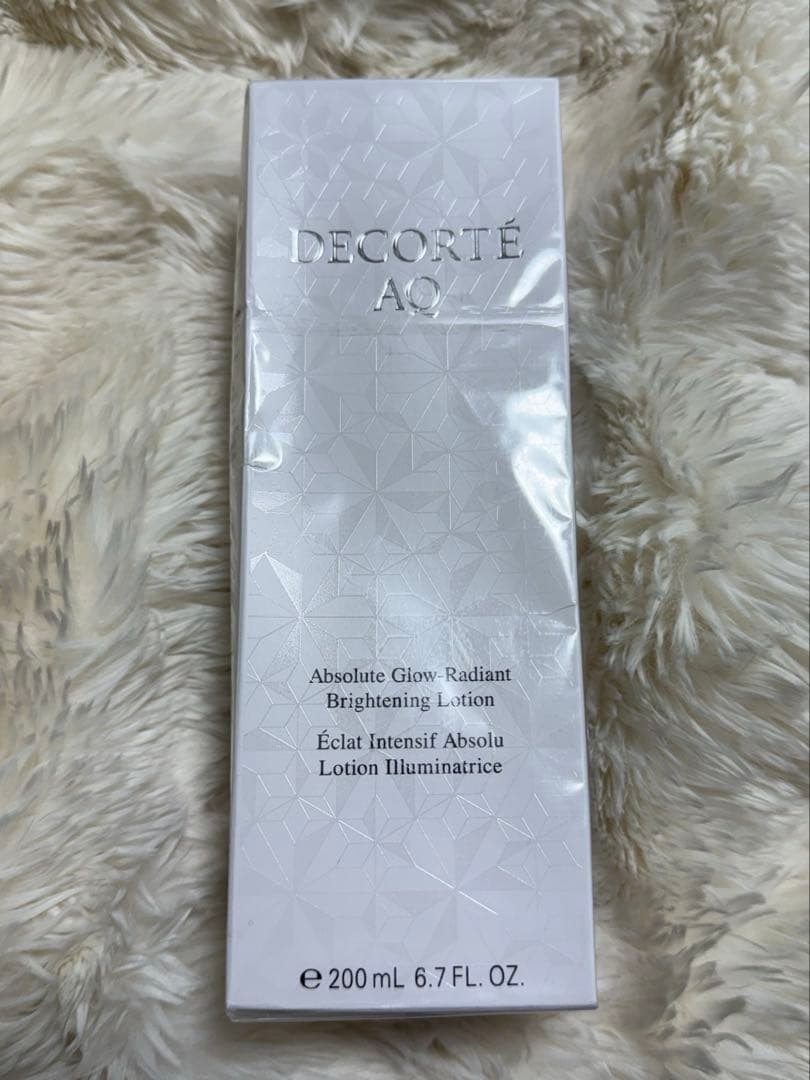 DECORTÉ
AQ
Absolute Glow-Radiant
Brightening Lotion
Éclat Intensif Absolu
Lotion Illuminatrice
℮ 200 mL 6.7 FL. OZ.